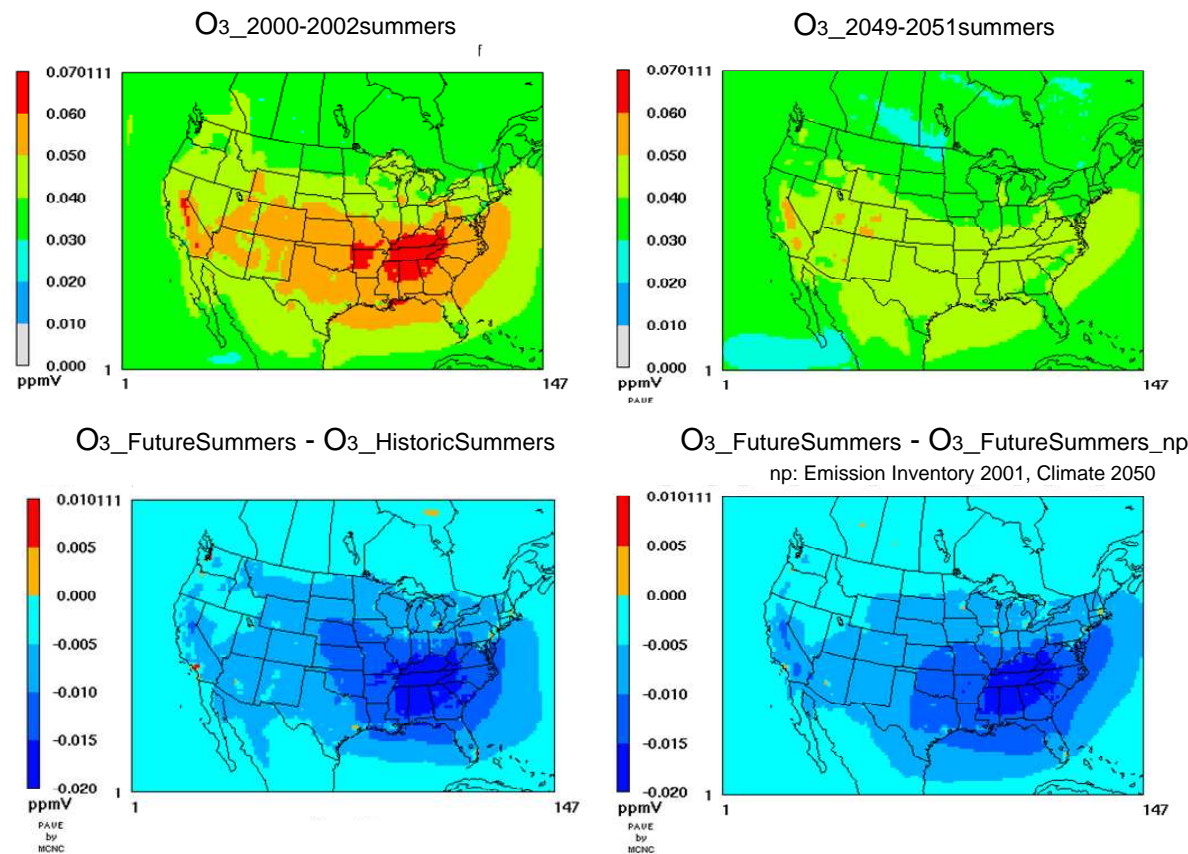 O3_2000-2002summers
f
0.070111
0.060
0.050
0.040
0.030
0.020
0.010
0.000
ppmV
1
1
147
O3_2049-2051summers
0.070111
0.060
0.050
0.040
0.030
0.020
0.010
0.000
ppmV
PAVE
1
1
147
O3_FutureSummers - O3_HistoricSummers
0.010111
0.005
0.000
-0.005
-0.010
-0.015
-0.020
ppmV
PAVE
by
MCNC
1
1
147
O3_FutureSummers - O3_FutureSummers_np
np: Emission Inventory 2001, Climate 2050
0.010111
0.005
0.000
-0.005
-0.010
-0.015
-0.020
ppmV
PAVE
by
MCNC
1
1
147